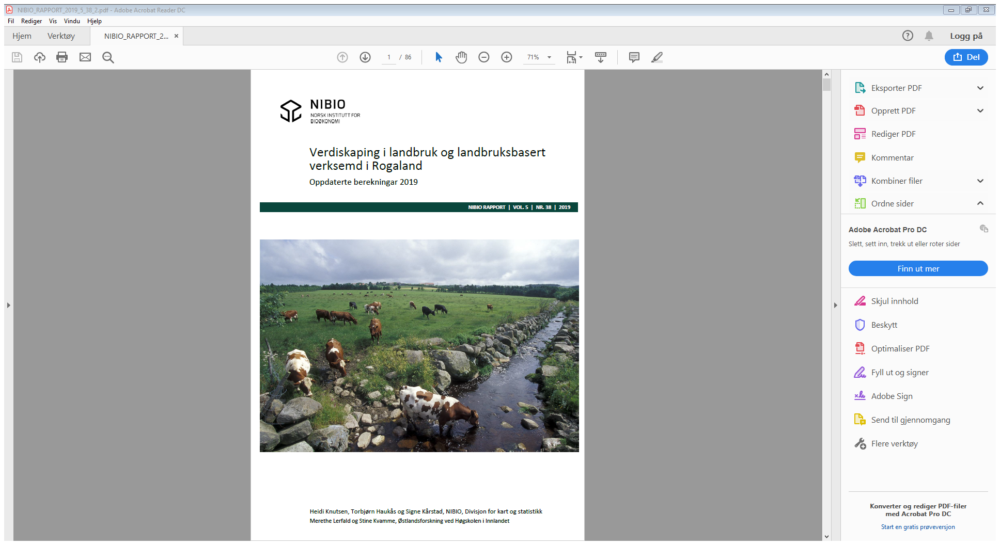 NIBIO_RAPPORT_2019_5_38_2.pdf - Adobe Acrobat Reader DC
Fil Rediger Vis Vindu Hjelp
Hjem Verktøy NIBIO_RAPPORT_2... × Logg på
1 / 86 71% Del
NIBIO
NORSK INSTITUTT FOR
BIOØKONOMI
Verdiskaping i landbruk og landbruksbasert
verksemd i Rogaland
Oppdaterte berekningar 2019
NIBIO RAPPORT | VOL. 5 | NR. 38 | 2019
Heidi Knutsen, Torbjørn Haukås og Signe Kårstad, NIBIO, Divisjon for kart og statistikk
Merethe Lerfald og Stine Kvamme, Østlandsforskning ved Høgskolen i Innlandet
Eksporter PDF
Opprett PDF
Rediger PDF
Kommentar
Kombiner filer
Ordne sider
Adobe Acrobat Pro DC
Slett, sett inn, trekk ut eller roter sider
Finn ut mer
Skjul innhold
Beskytt
Optimaliser PDF
Fyll ut og signer
Adobe Sign
Send til gjennomgang
Flere verktøy
Konverter og rediger PDF-filer
med Acrobat Pro DC
Start en gratis prøveversjon